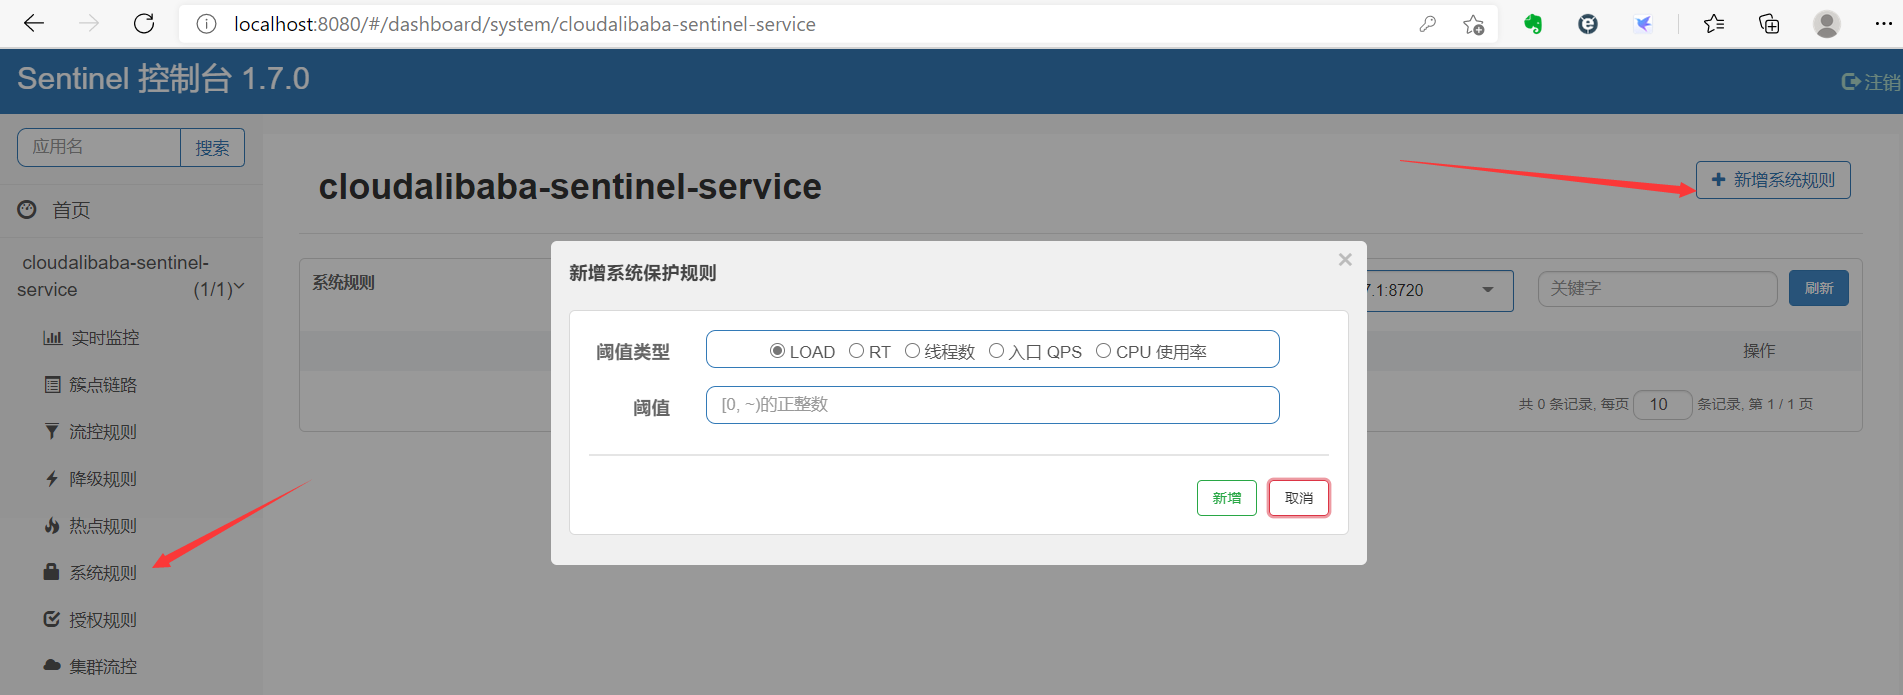 localhost:8080/#/dashboard/system/cloudalibaba-sentinel-service
Sentinel 控制台 1.7.0
注销
应用名
搜索
首页
cloudalibaba-sentinel-
service (1/1)
实时监控
簇点链路
流控规则
降级规则
热点规则
系统规则
授权规则
集群流控
cloudalibaba-sentinel-service
新增系统规则
系统规则
7.1:8720
关键字
刷新
操作
共 0 条记录, 每页 10 条记录, 第 1 / 1 页
新增系统保护规则
×
阈值类型
LOAD RT 线程数 入口 QPS CPU 使用率
阈值
[0, ~)的正整数
新增
取消